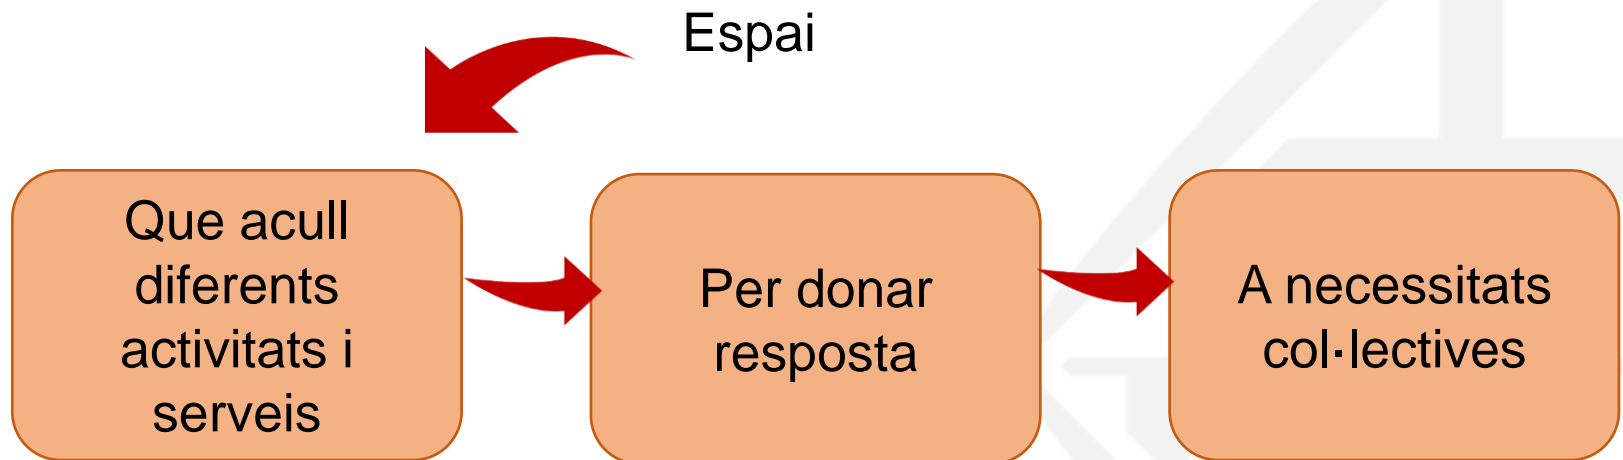 Espai
Que acull
diferents
activitats i
serveis
Per donar
resposta
A necessitats
col·lectives